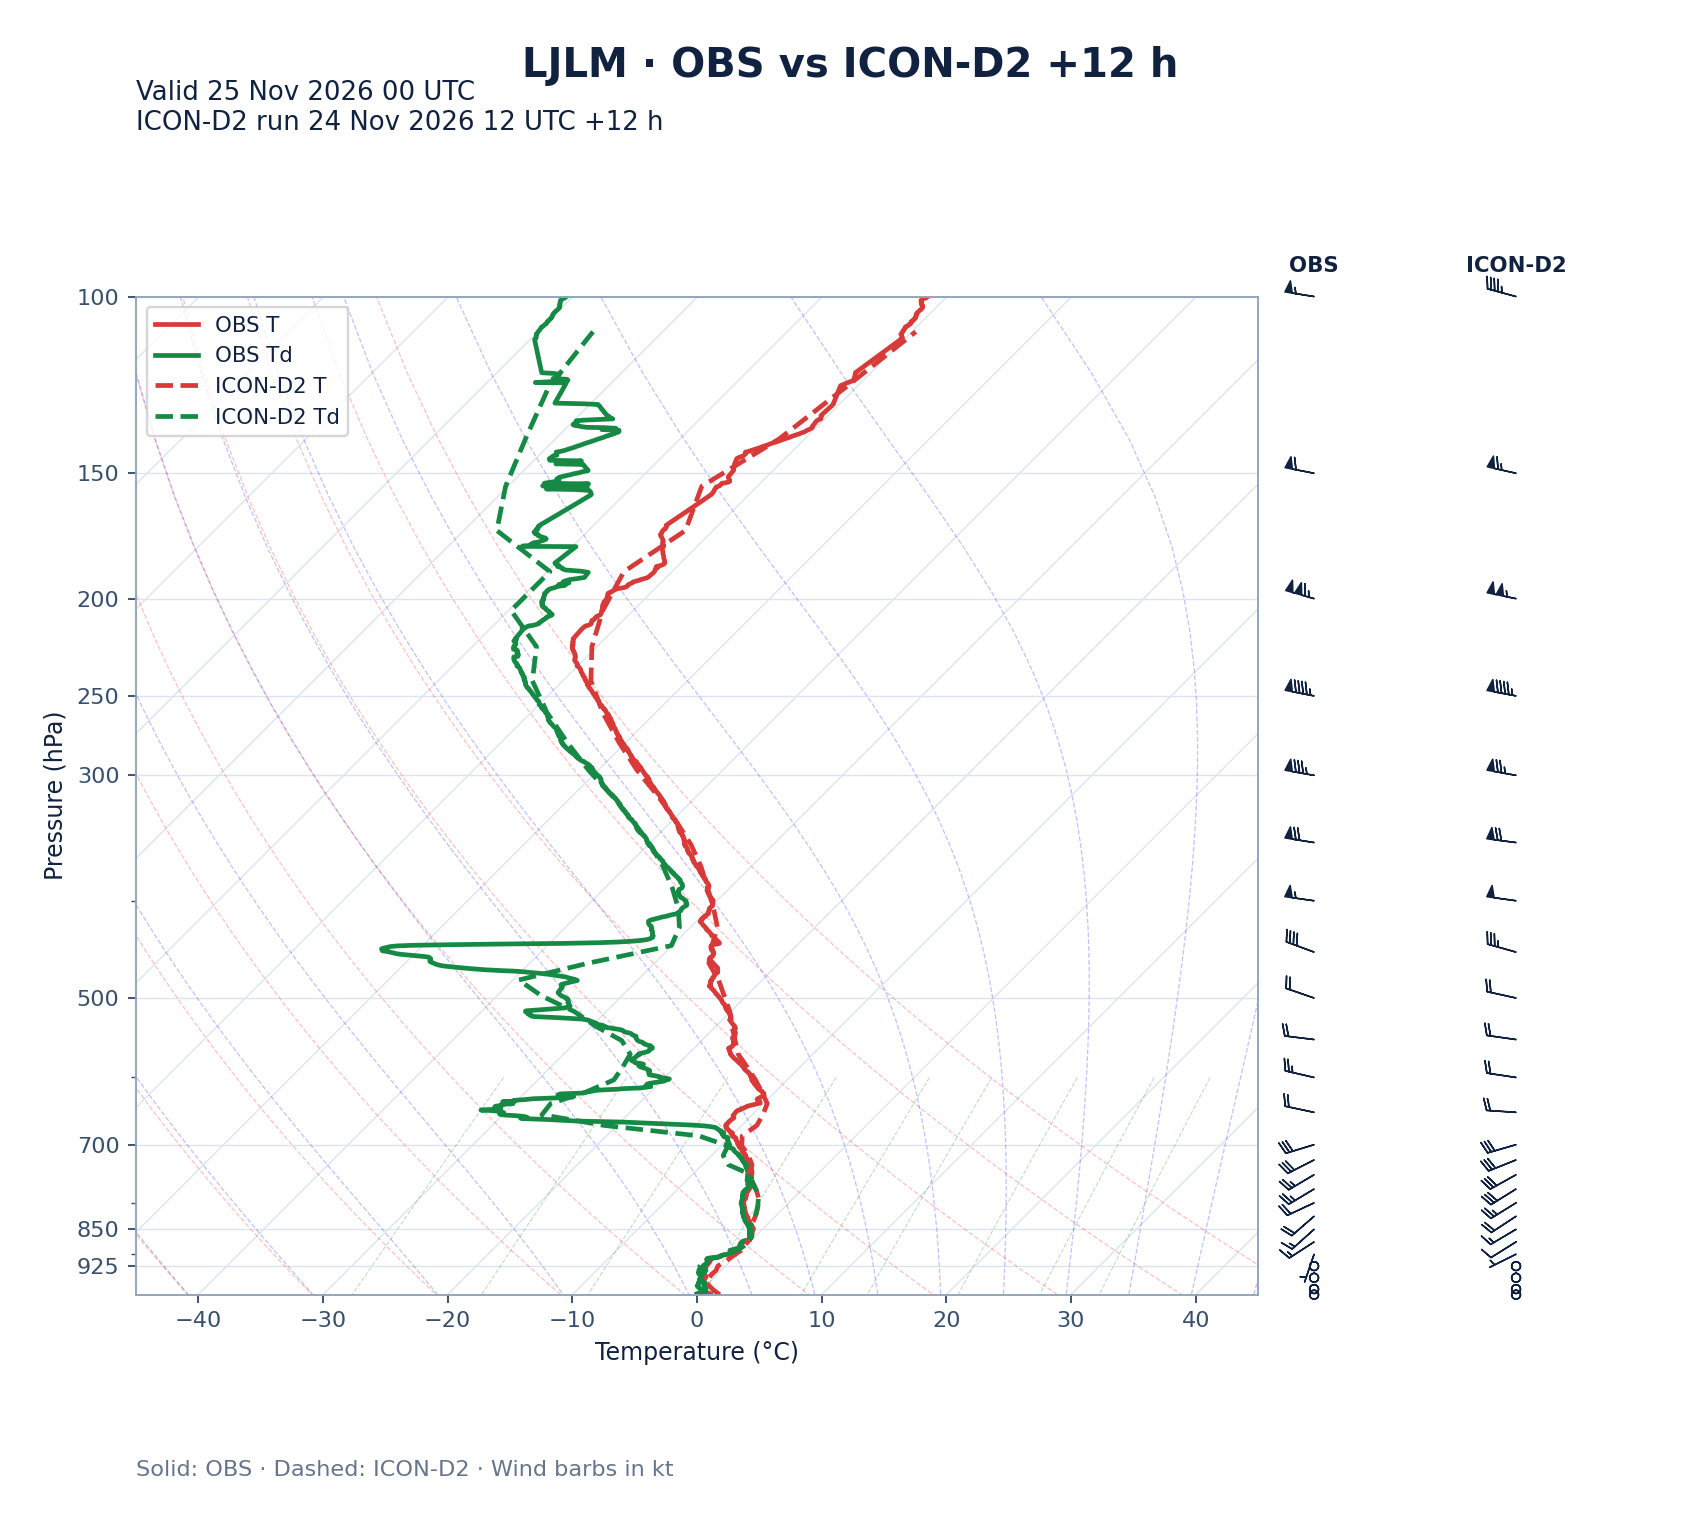 LJLM · OBS vs ICON-D2 +12 h
Valid 25 Nov 2026 00 UTC
ICON-D2 run 24 Nov 2026 12 UTC +12 h
OBS
ICON-D2
OBS T
OBS Td
ICON-D2 T
ICON-D2 Td
100
150
200
250
300
500
700
850
925
Pressure (hPa)
−40 −30 −20 −10 0 10 20 30 40
Temperature (°C)
Solid: OBS · Dashed: ICON-D2 · Wind barbs in kt